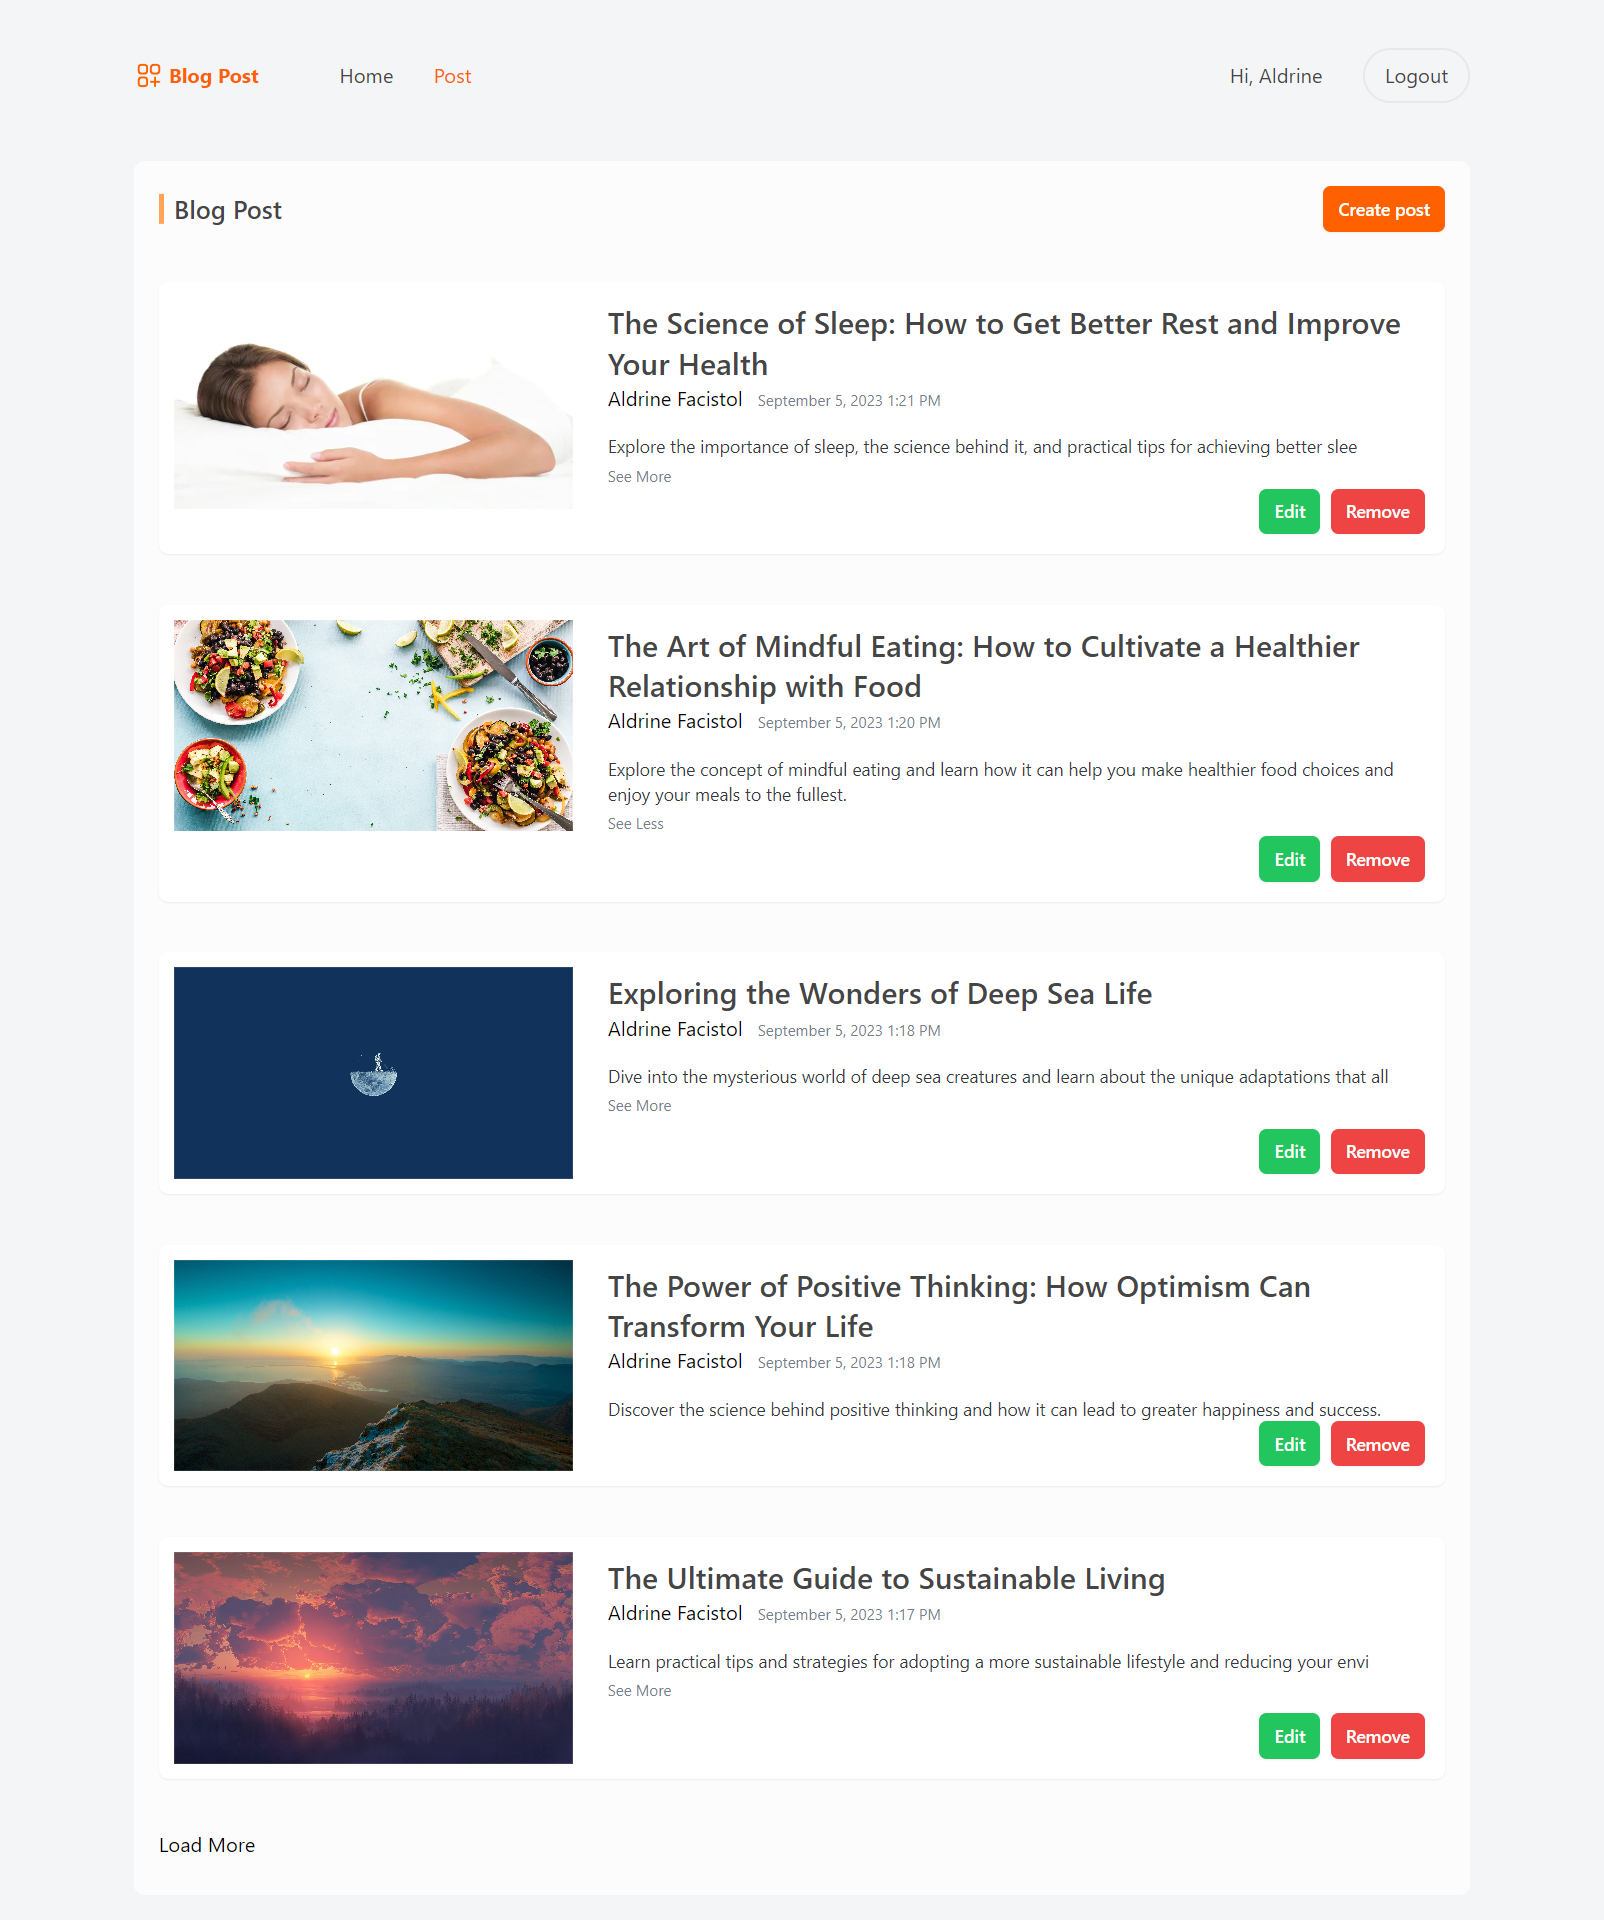 Blog Post
Home
Post
Hi, Aldrine
Logout
Blog Post
Create post
The Science of Sleep: How to Get Better Rest and Improve
Your Health
Aldrine Facistol September 5, 2023 1:21 PM
Explore the importance of sleep, the science behind it, and practical tips for achieving better slee
See More
Edit
Remove
The Art of Mindful Eating: How to Cultivate a Healthier
Relationship with Food
Aldrine Facistol September 5, 2023 1:20 PM
Explore the concept of mindful eating and learn how it can help you make healthier food choices and
enjoy your meals to the fullest.
See Less
Edit
Remove
Exploring the Wonders of Deep Sea Life
Aldrine Facistol September 5, 2023 1:18 PM
Dive into the mysterious world of deep sea creatures and learn about the unique adaptations that all
See More
Edit
Remove
The Power of Positive Thinking: How Optimism Can
Transform Your Life
Aldrine Facistol September 5, 2023 1:18 PM
Discover the science behind positive thinking and how it can lead to greater happiness and success.
Edit
Remove
The Ultimate Guide to Sustainable Living
Aldrine Facistol September 5, 2023 1:17 PM
Learn practical tips and strategies for adopting a more sustainable lifestyle and reducing your envi
See More
Edit
Remove
Load More